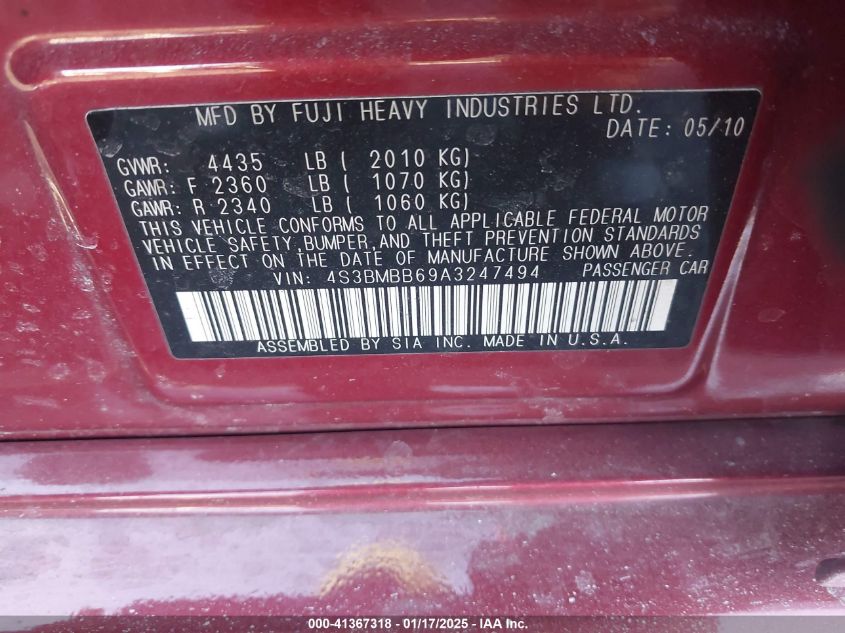 MFD BY FUJI HEAVY INDUSTRIES LTD.
DATE: 05/10
GVWR: 4435 LB ( 2010 KG)
GAWR: F 2360 LB ( 1070 KG)
GAWR: R 2340 LB ( 1060 KG)
THIS VEHICLE CONFORMS TO ALL APPLICABLE FEDERAL MOTOR
VEHICLE SAFETY, BUMPER, AND THEFT PREVENTION STANDARDS
IN EFFECT ON THE DATE OF MANUFACTURE SHOWN ABOVE.
VIN: 4S3BMBB69A3247494 PASSENGER CAR
ASSEMBLED BY SIA INC. MADE IN U.S.A.
000-41367318 - 01/17/2025 - IAA Inc.